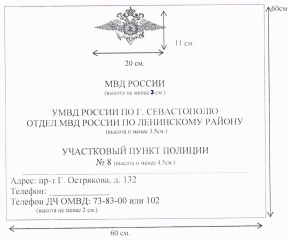 60см.
11 см.
20 см.
МВД РОССИИ
(высота не менее 3 см.)
УМВД РОССИИ ПО Г. СЕВАСТОПОЛЮ
ОТДЕЛ МВД РОССИИ ПО ЛЕНИНСКОМУ РАЙОНУ
(высота и менее 3,5см.)
УЧАСТКОВЫЙ ПУНКТ ПОЛИЦИИ
№ 8 (высота и менее 4,5см.)
Адрес: пр-т Г. Острякова, д. 132
Телефон:
Телефон ДЧ ОМВД: 73-83-00 или 102
(высота не менее 2 см.)
60 см.